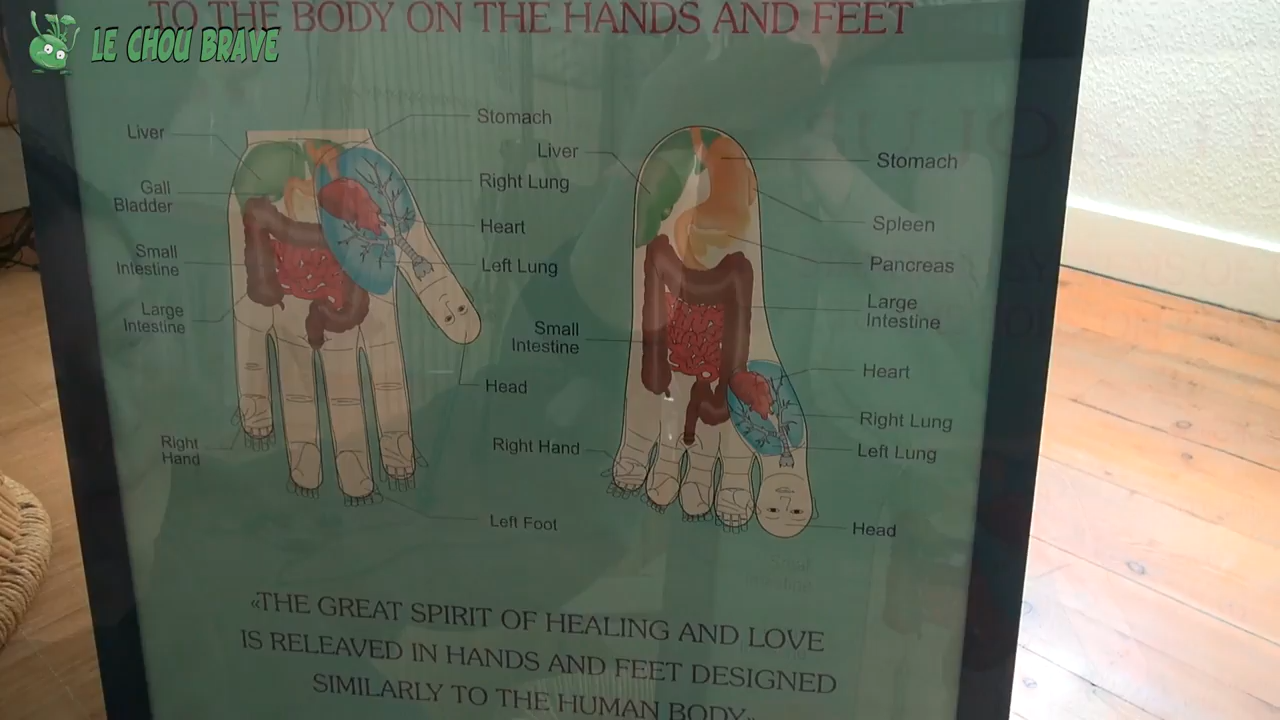 TO THE BODY ON THE HANDS AND FEET
LE CHOU BRAVE
Liver
Stomach
Gall
Bladder
Right Lung
Heart
Small
Intestine
Left Lung
Large
Intestine
Head
Right
Hand
Left Foot
Liver
Stomach
Spleen
Pancreas
Large
Intestine
Small
Intestine
Heart
Right Lung
Right Hand
Left Lung
Head
«THE GREAT SPIRIT OF HEALING AND LOVE
IS RELEAVED IN HANDS AND FEET DESIGNED
SIMILARLY TO THE HUMAN BODY»